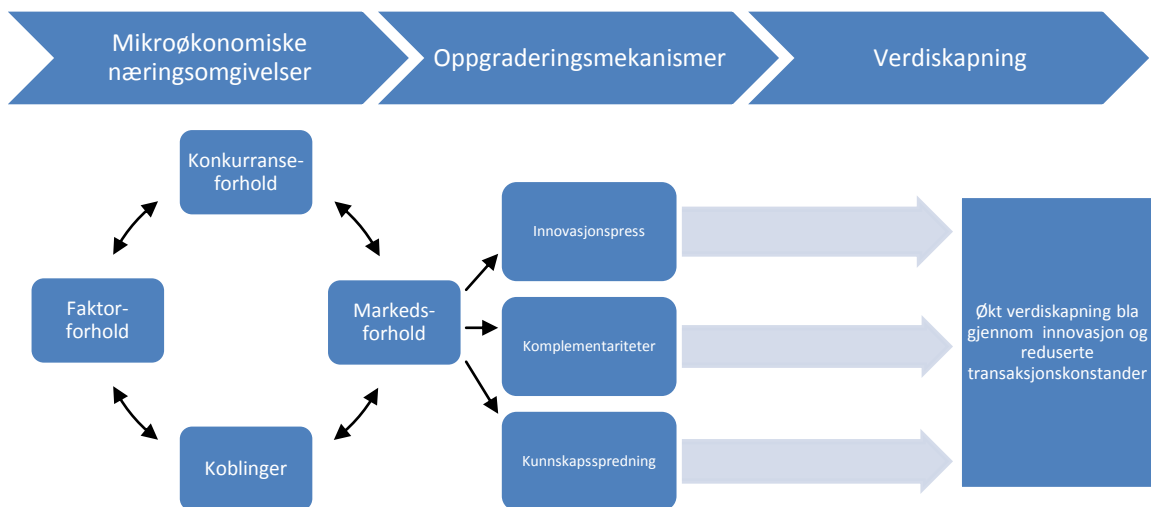 Mikroøkonomiske
næringsomgivelser
Oppgraderingsmekanismer
Verdiskapning
Konkurranse-
forhold
Faktor-
forhold
Markeds-
forhold
Koblinger
Innovasjonspress
Komplementariteter
Kunnskapsspredning
Økt verdiskapning bla
gjennom innovasjon og
reduserte
transaksjonskonstander